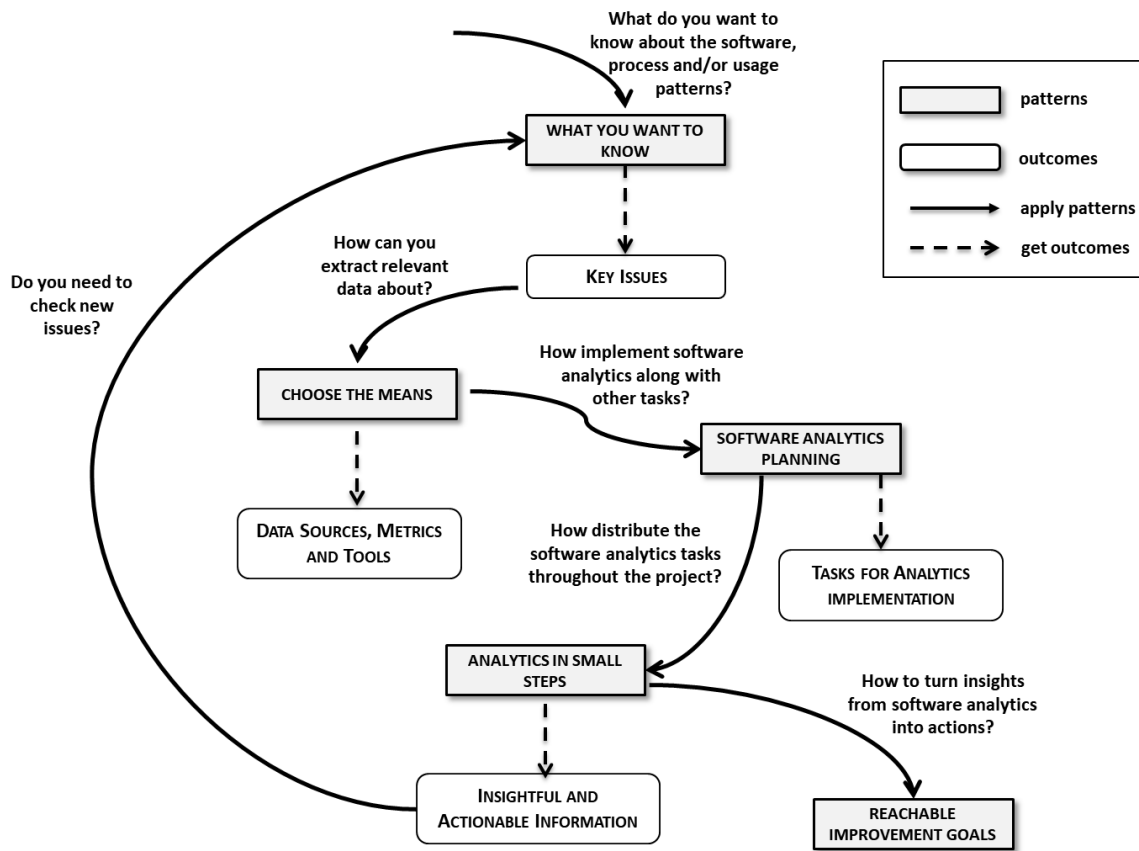 What do you want to
know about the software,
process and/or usage
patterns?
patterns
outcomes
apply patterns
get outcomes
WHAT YOU WANT TO
KNOW
How can you
extract relevant
data about?
KEY ISSUES
Do you need to
check new
issues?
How implement software
analytics along with
other tasks?
CHOOSE THE MEANS
SOFTWARE ANALYTICS
PLANNING
DATA SOURCES, METRICS
AND TOOLS
How distribute the
software analytics tasks
throughout the project?
TASKS FOR ANALYTICS
IMPLEMENTATION
ANALYTICS IN SMALL
STEPS
How to turn insights
from software analytics
into actions?
INSIGHTFUL AND
ACTIONABLE INFORMATION
REACHABLE
IMPROVEMENT GOALS